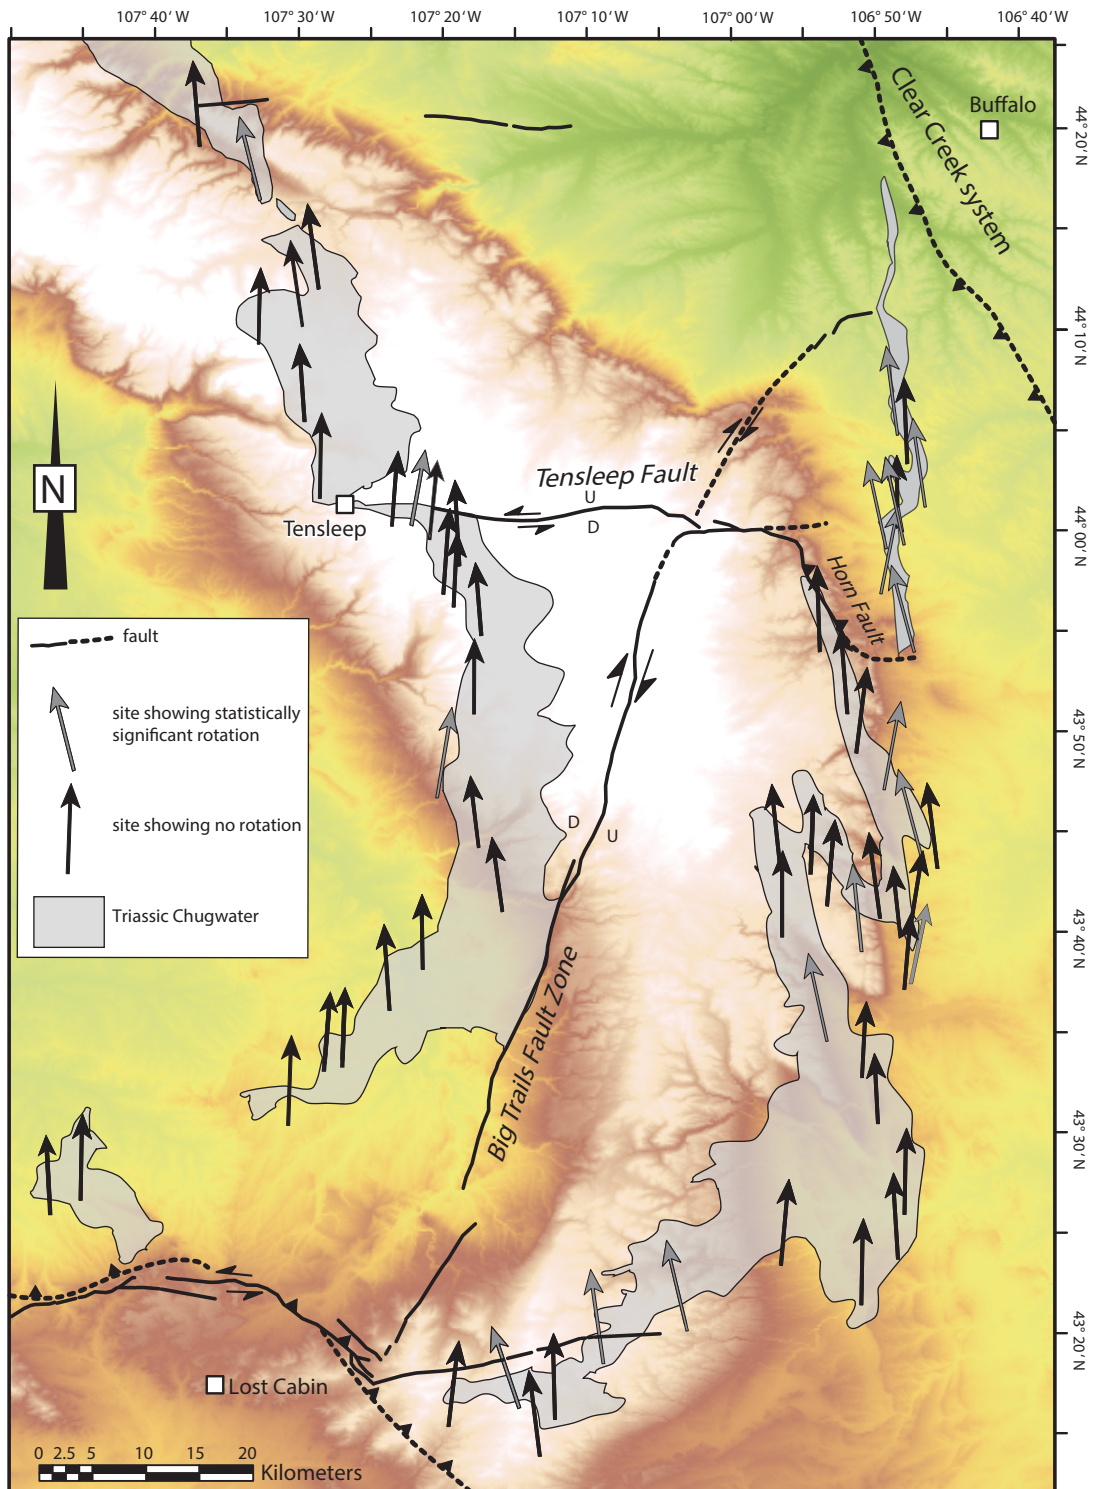 107° 40′ W 107° 30′ W 107° 20′ W 107° 10′ W 107° 00′ W 106° 50′ W 106° 40′ W
Buffalo
Clear Creek system
44° 20′ N
44° 10′ N
N
Tensleep Fault
U
D
Tensleep
44° 00′ N
Horn Fault
fault
site showing statistically
significant rotation
site showing no rotation
Triassic Chugwater
43° 50′ N
D
U
43° 40′ N
Big Trails Fault Zone
43° 30′ N
43° 20′ N
Lost Cabin
0 2.5 5 10 15 20
Kilometers